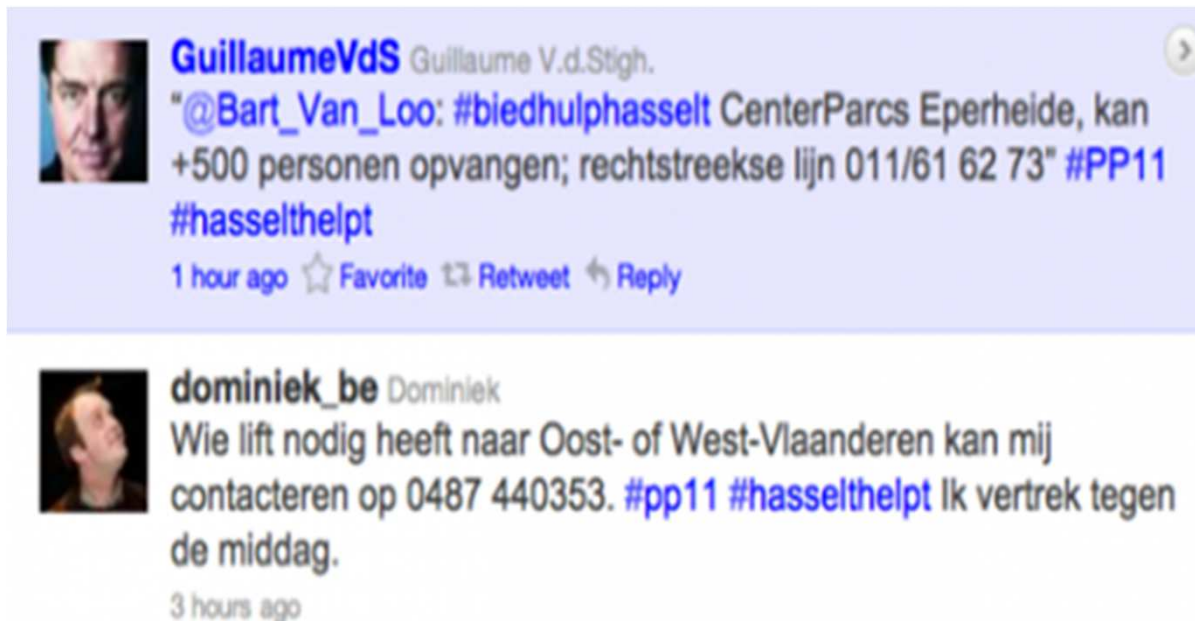 GuillaumeVdS Guillaume V.d.Stigh.
"@Bart_Van_Loo: #biedhulphasselt CenterParcs Eperheide, kan
+500 personen opvangen; rechtstreekse lijn 011/61 62 73" #PP11
#hasselthelpt
1 hour ago Favorite Retweet Reply
dominiek_be Dominiek
Wie lift nodig heeft naar Oost- of West-Vlaanderen kan mij
contacteren op 0487 440353. #pp11 #hasselthelpt Ik vertrek tegen
de middag.
3 hours ago